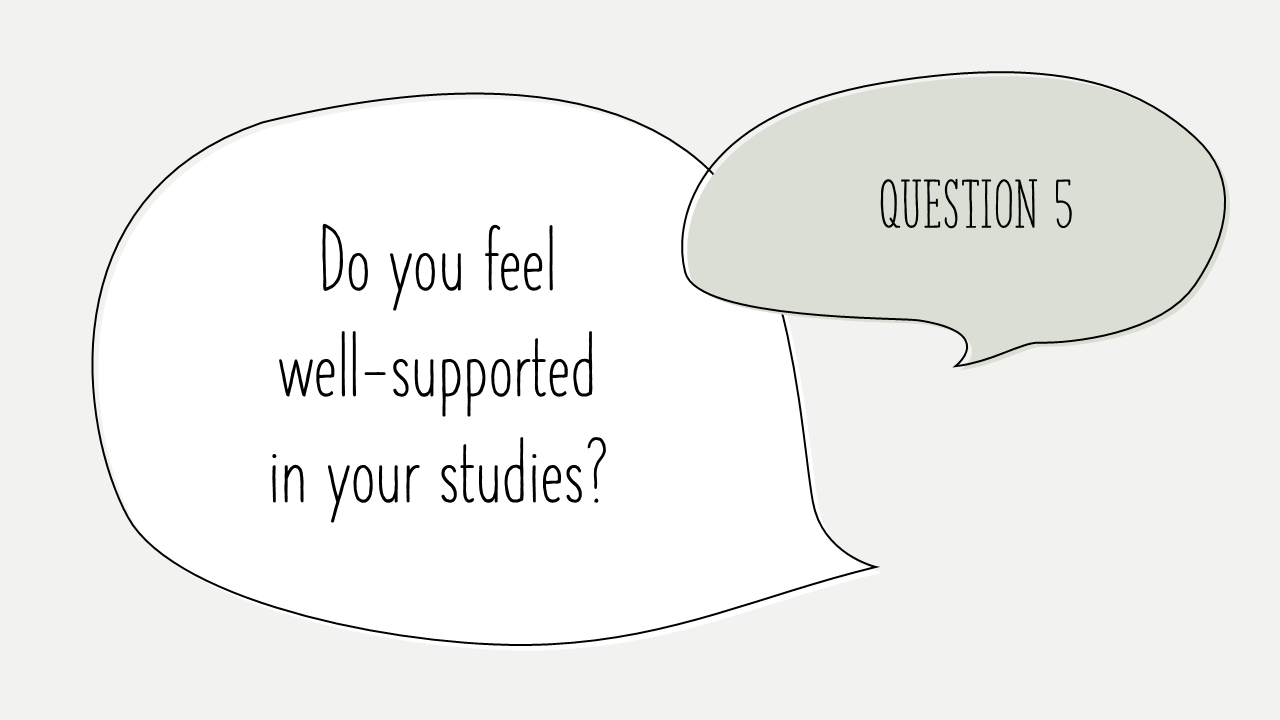 QUESTION 5
Do you feel
well-supported
in your studies?